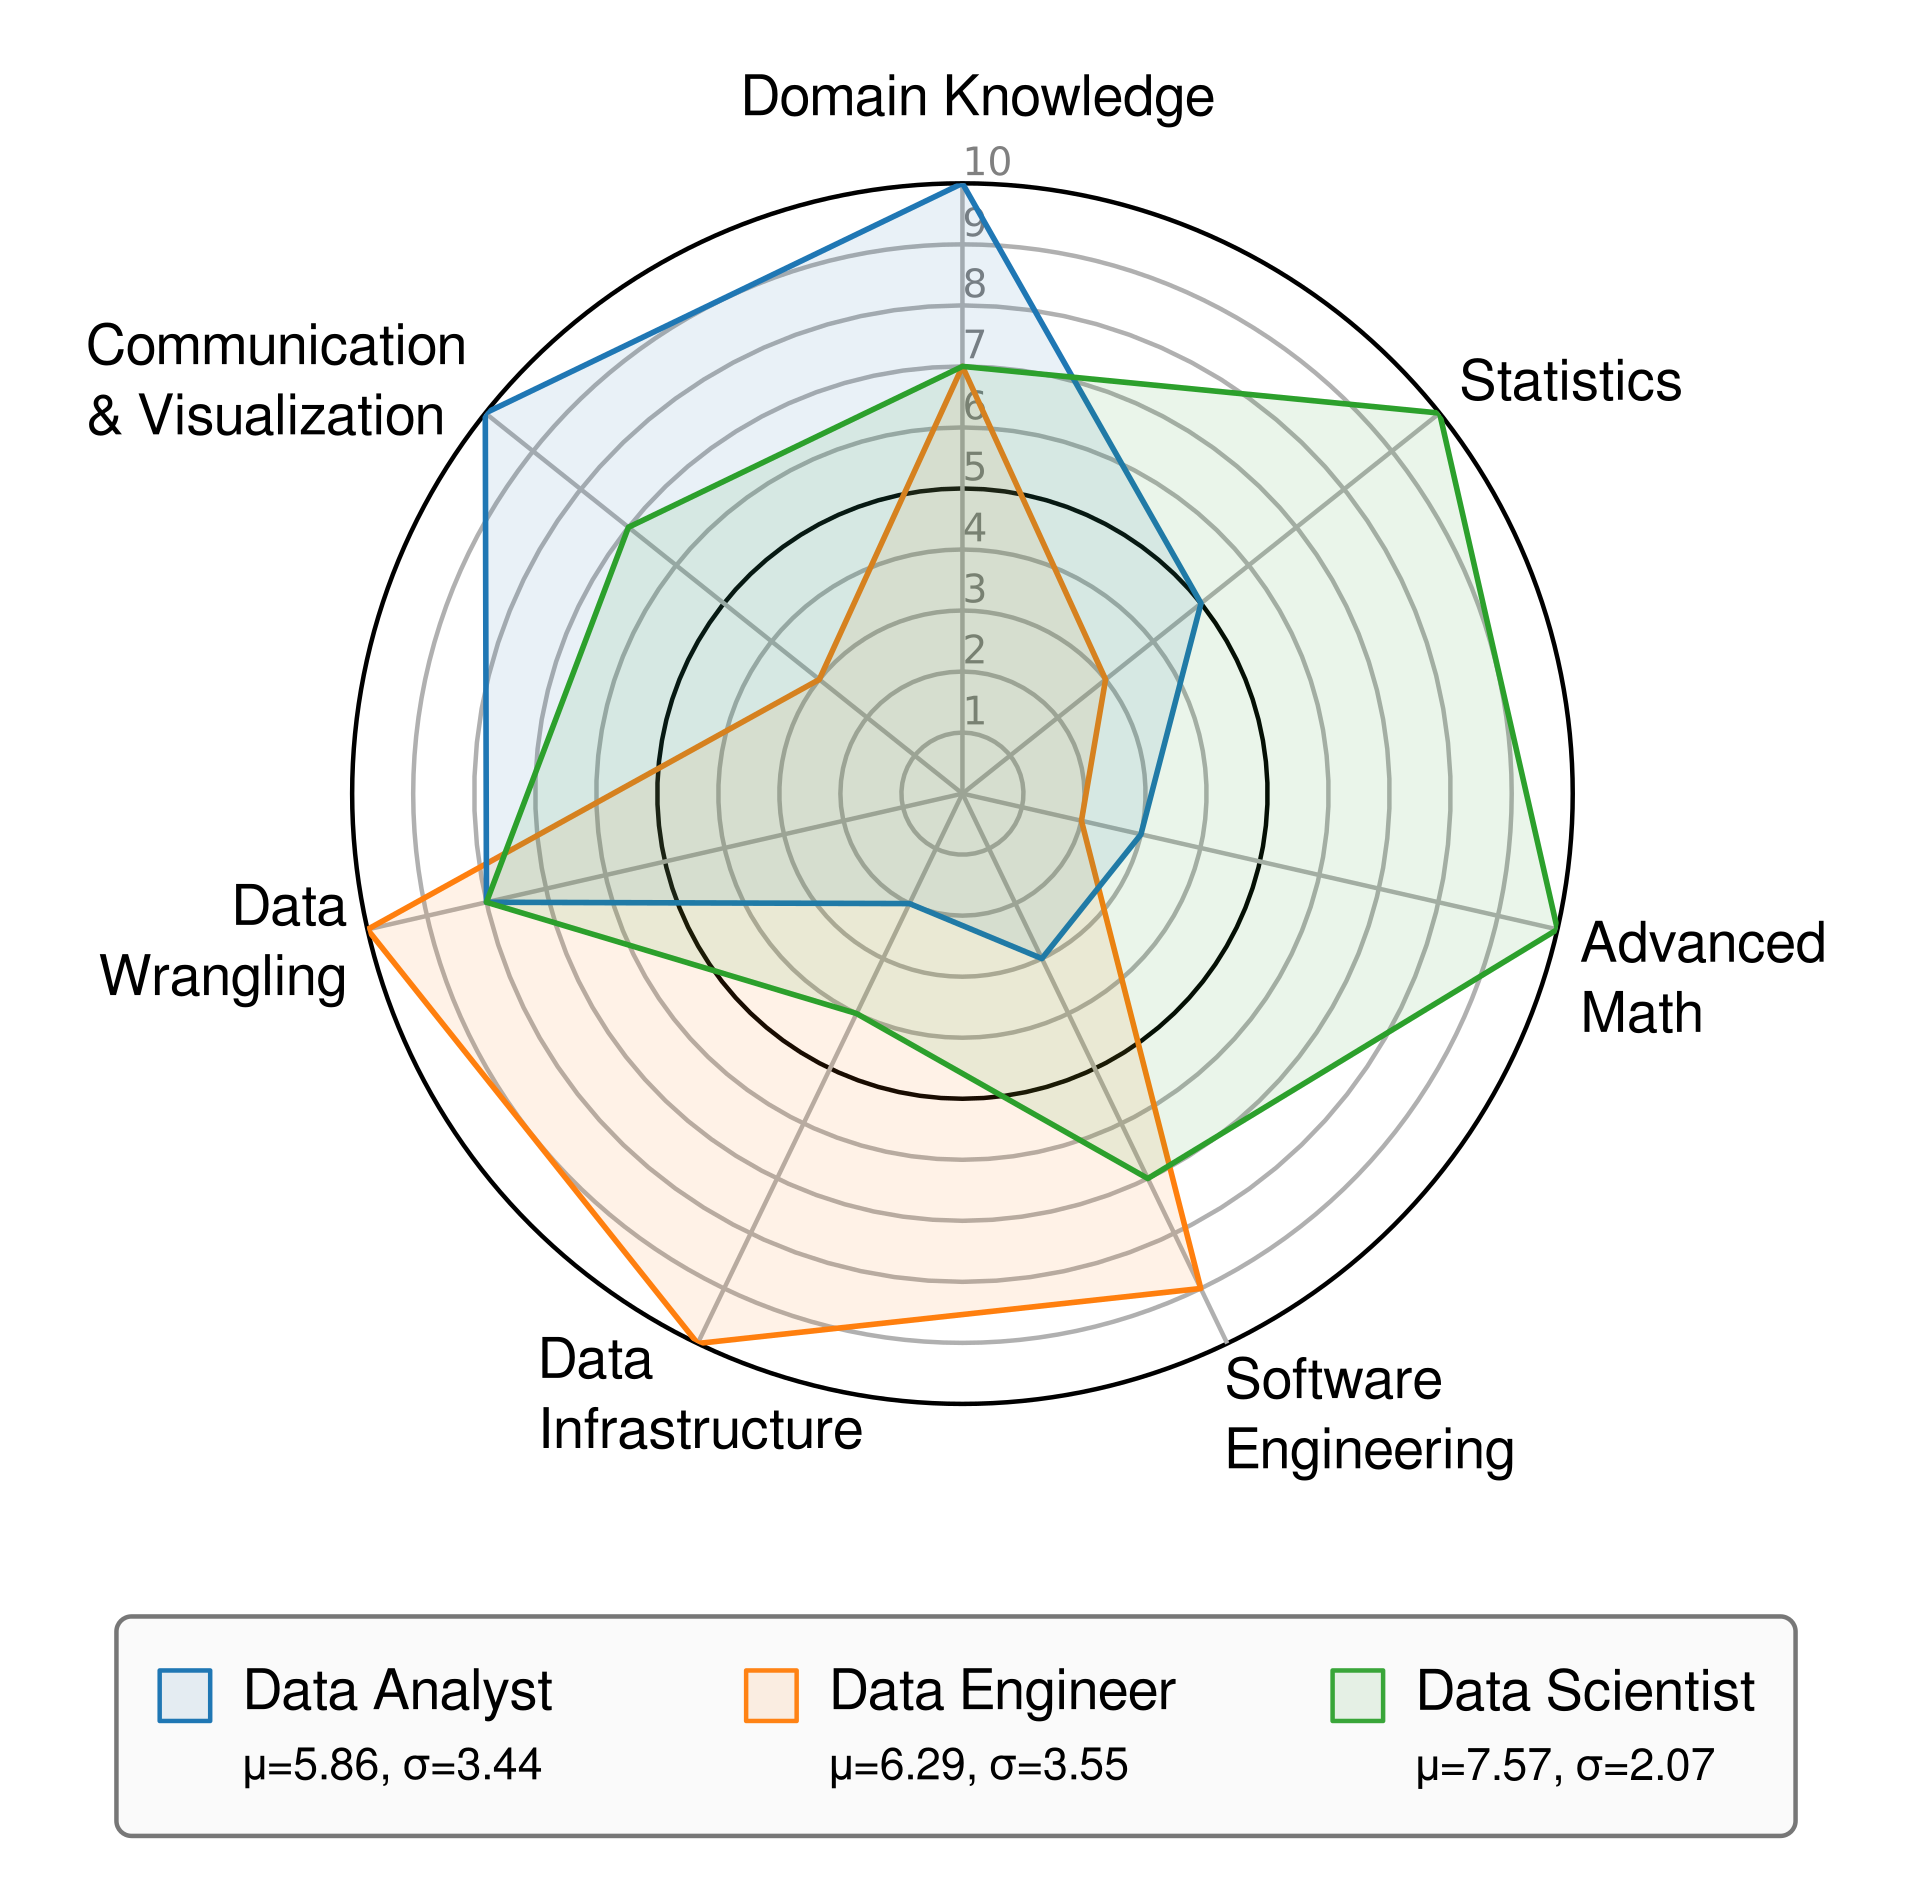 Domain Knowledge
10
9
8
7
6
5
4
3
2
1
Statistics
Communication
& Visualization
Data
Wrangling
Advanced
Math
Data
Infrastructure
Software
Engineering
Data Analyst
μ=5.86, σ=3.44
Data Engineer
μ=6.29, σ=3.55
Data Scientist
μ=7.57, σ=2.07